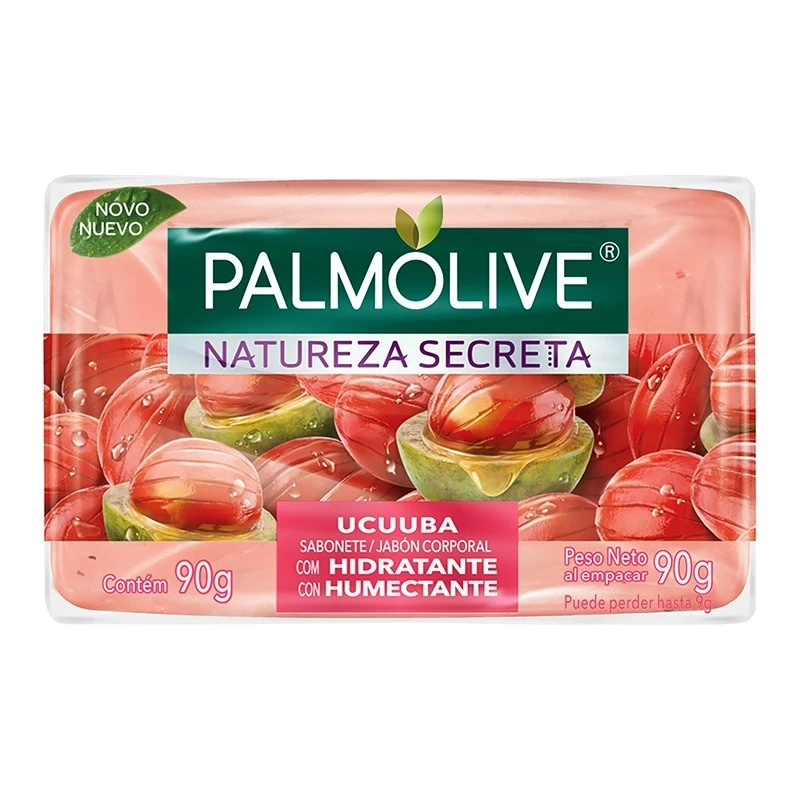 NOVO
NUEVO
PALMOLIVE®
NATUREZA SECRETA
UCUUBA
SABONETE / JABÓN CORPORAL
COM HIDRATANTE
CON HUMECTANTE
Contém 90g
Peso Neto
al empacar 90g
Puede perder hasta 9g